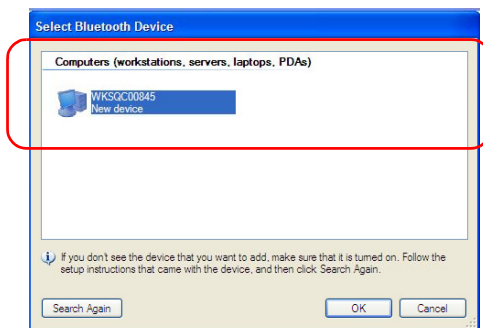 Select Bluetooth Device
Computers (workstations, servers, laptops, PDAs)
WKSQC00845
New device
If you don't see the device that you want to add, make sure that it is turned on. Follow the
setup instructions that came with the device, and then click Search Again.
Search Again
OK
Cancel